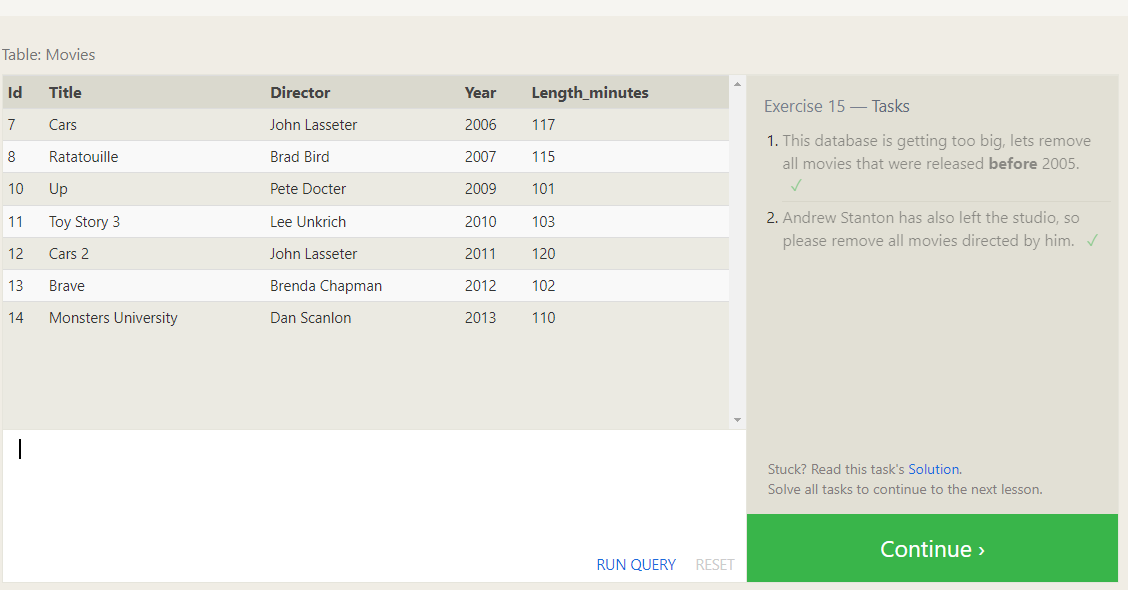 Table: Movies
Id Title Director Year Length_minutes
7 Cars John Lasseter 2006 117
8 Ratatouille Brad Bird 2007 115
10 Up Pete Docter 2009 101
11 Toy Story 3 Lee Unkrich 2010 103
12 Cars 2 John Lasseter 2011 120
13 Brave Brenda Chapman 2012 102
14 Monsters University Dan Scanlon 2013 110
RUN QUERY RESET
Exercise 15 — Tasks
1. This database is getting too big, lets remove
all movies that were released before 2005.
✓
2. Andrew Stanton has also left the studio, so
please remove all movies directed by him. ✓
Stuck? Read this task's Solution.
Solve all tasks to continue to the next lesson.
Continue ›